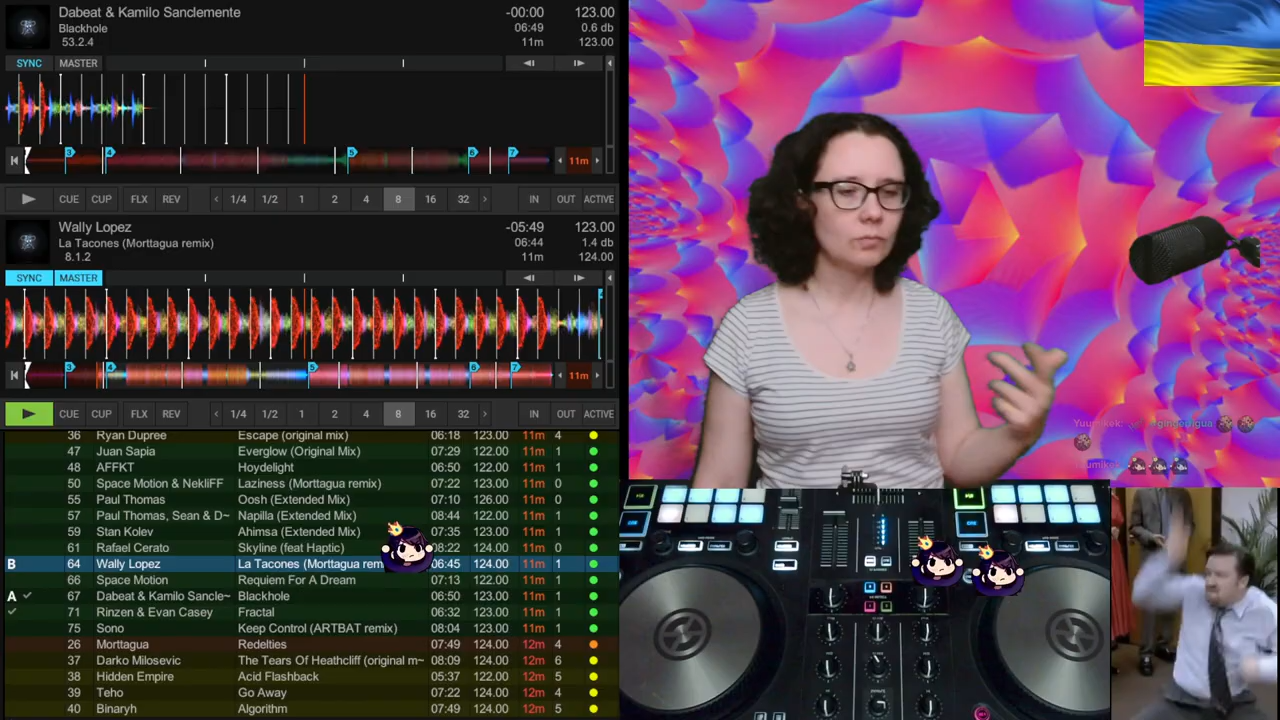 Dabeat & Kamilo Sanclemente -00:00 123.00
Blackhole 06:49 0.6 db
53.2.4 11m 123.00
SYNC MASTER
3 4 5 6 7 11m
CUE CUP FLX REV 1/4 1/2 1 2 4 8 16 32 IN OUT ACTIVE
Wally Lopez -05:49 123.00
La Tacones (Morttagua remix) 06:44 1.4 db
8.1.2 11m 124.00
SYNC MASTER
3 4 5 6 7 11m
CUE CUP FLX REV 1/4 1/2 1 2 4 8 16 32 IN OUT ACTIVE
36 Ryan Dupree Escape (original mix) 06:18 123.00 11m 4
47 Juan Sapia Everglow (Original Mix) 07:29 122.00 11m 1
48 AFFKT Hoydelight 06:50 122.00 11m 1
50 Space Motion & NekliFF Laziness (Morttagua remix) 07:22 123.00 11m 0
55 Paul Thomas Oosh (Extended Mix) 07:10 126.00 11m 0
57 Paul Thomas, Sean & D~ Napilla (Extended Mix) 08:44 122.00 11m 1
59 Stan Kolev Ahimsa (Extended Mix) 07:35 123.00 11m 1
61 Rafael Cerato Skyline (feat Haptic) 08:22 124.00 11m 0
B 64 Wally Lopez La Tacones (Morttagua rem 06:45 124.00 11m 1
66 Space Motion Requiem For A Dream 07:13 122.00 11m 1
A 67 Dabeat & Kamilo Sancle~ Blackhole 06:50 123.00 11m 1
71 Rinzen & Evan Casey Fractal 06:32 123.00 11m 1
75 Sono Keep Control (ARTBAT remix) 08:04 123.00 11m 1
26 Morttagua Redelties 07:49 124.00 12m 4
37 Darko Milosevic The Tears Of Heathcliff (original m~ 08:09 124.00 12m 6
38 Hidden Empire Acid Flashback 05:37 122.00 12m 5
39 Teho Go Away 07:22 124.00 12m 4
40 Binaryh Algorithm 07:49 124.00 12m 5